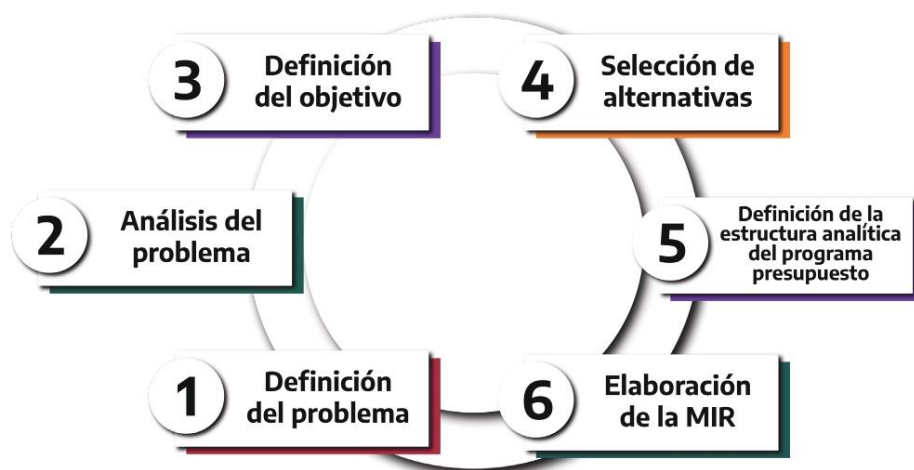 3
Definición
del objetivo
4
Selección de
alternativas
2
Análisis del
problema
5
Definición de la
estructura analítica
del programa
presupuesto
1
Definición
del problema
6
Elaboración
de la MIR